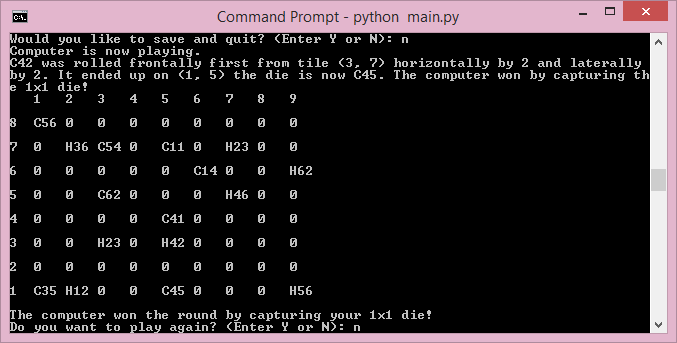 Command Prompt - python main.py
Would you like to save and quit? (Enter Y or N): n
Computer is now playing.
C42 was rolled frontally first from tile (3, 7) horizontally by 2 and laterally
by 2. It ended up on (1, 5) the die is now C45. The computer won by capturing th
e 1x1 die!
1 2 3 4 5 6 7 8 9
8 C56 0 0 0 0 0 0 0 0
7 0 H36 C54 0 C11 0 H23 0 0
6 0 0 0 0 0 C14 0 0 H62
5 0 0 C62 0 0 0 H46 0 0
4 0 0 0 0 C41 0 0 0 0
3 0 0 H23 0 H42 0 0 0 0
2 0 0 0 0 0 0 0 0 0
1 C35 H12 0 0 C45 0 0 0 H56
The computer won the round by capturing your 1x1 die!
Do you want to play again? (Enter Y or N): n